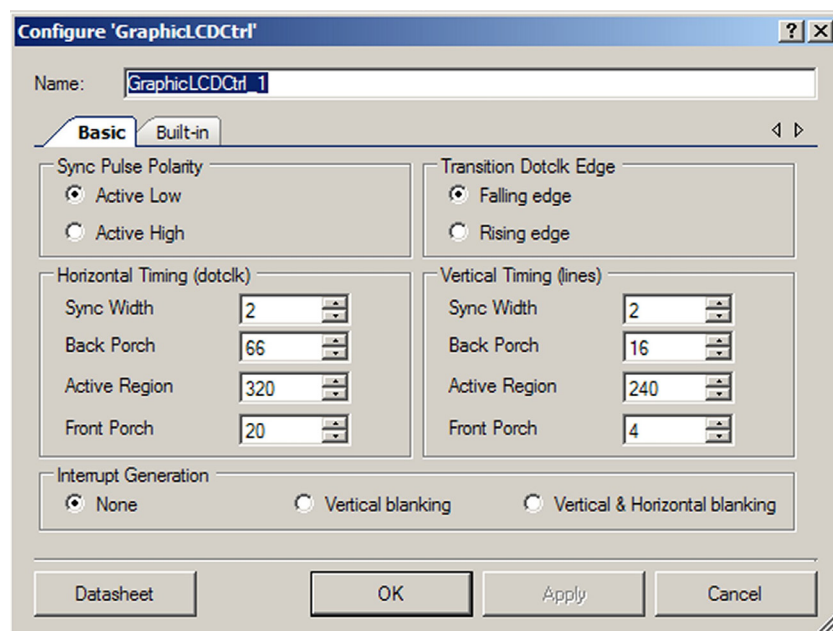 Configure 'GraphicLCDCtrl'
Name: GraphicLCDCtrl_1
Basic Built-in
Sync Pulse Polarity
Active Low
Active High
Transition Dotclk Edge
Falling edge
Rising edge
Horizontal Timing (dotclk)
Sync Width 2
Back Porch 66
Active Region 320
Front Porch 20
Vertical Timing (lines)
Sync Width 2
Back Porch 16
Active Region 240
Front Porch 4
Interrupt Generation
None Vertical blanking Vertical & Horizontal blanking
Datasheet OK Apply Cancel